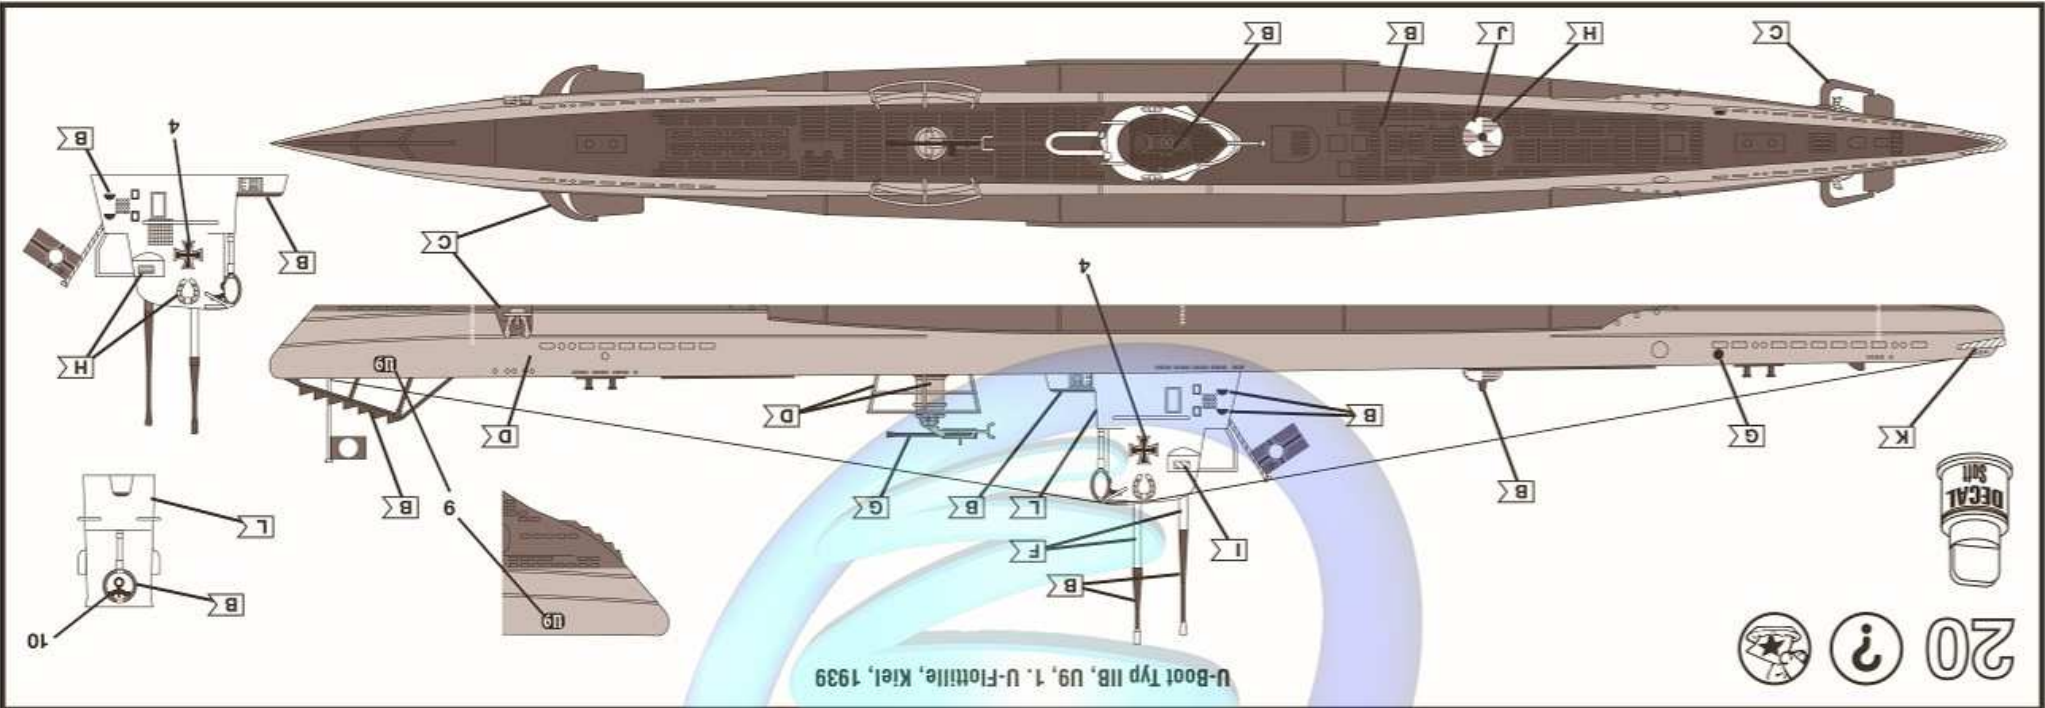 20 ?
U-Boot Typ IIB, U9, 1. U-Flottille, Kiel, 1939
10
U9
B
B
I
F
L
DECAL
Soft
B
L
B
G
9
B
K
G
D
B
D
H
U9
4
B
C
B
4
C
H
J
B
B